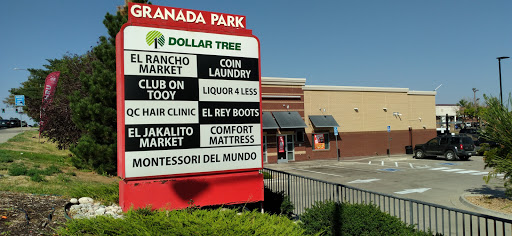 GRANADA PARK
DOLLAR TREE
EL RANCHO
MARKET
COIN
LAUNDRY
CLUB ON
TOOY
LIQUOR 4 LESS
QC HAIR CLINIC
EL REY BOOTS
EL JAKALITO
MARKET
COMFORT
MATTRESS
MONTESSORI DEL MUNDO